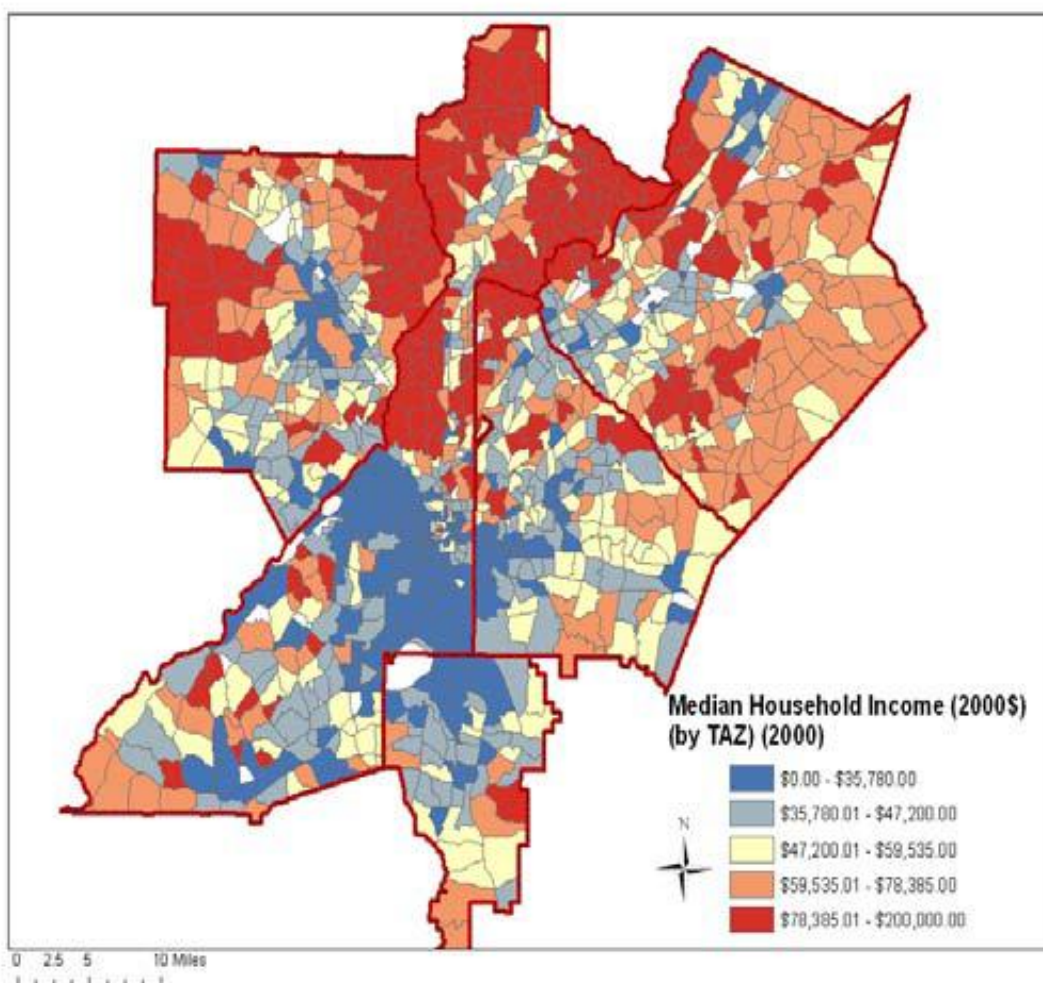 Median Household Income (2000$)
(by TAZ) (2000)
$0.00 - $35,780.00
$35,780.01 - $47,200.00
$47,200.01 - $59,535.00
$59,535.01 - $78,385.00
$78,385.01 - $200,000.00
N
0 2.5 5 10 Miles